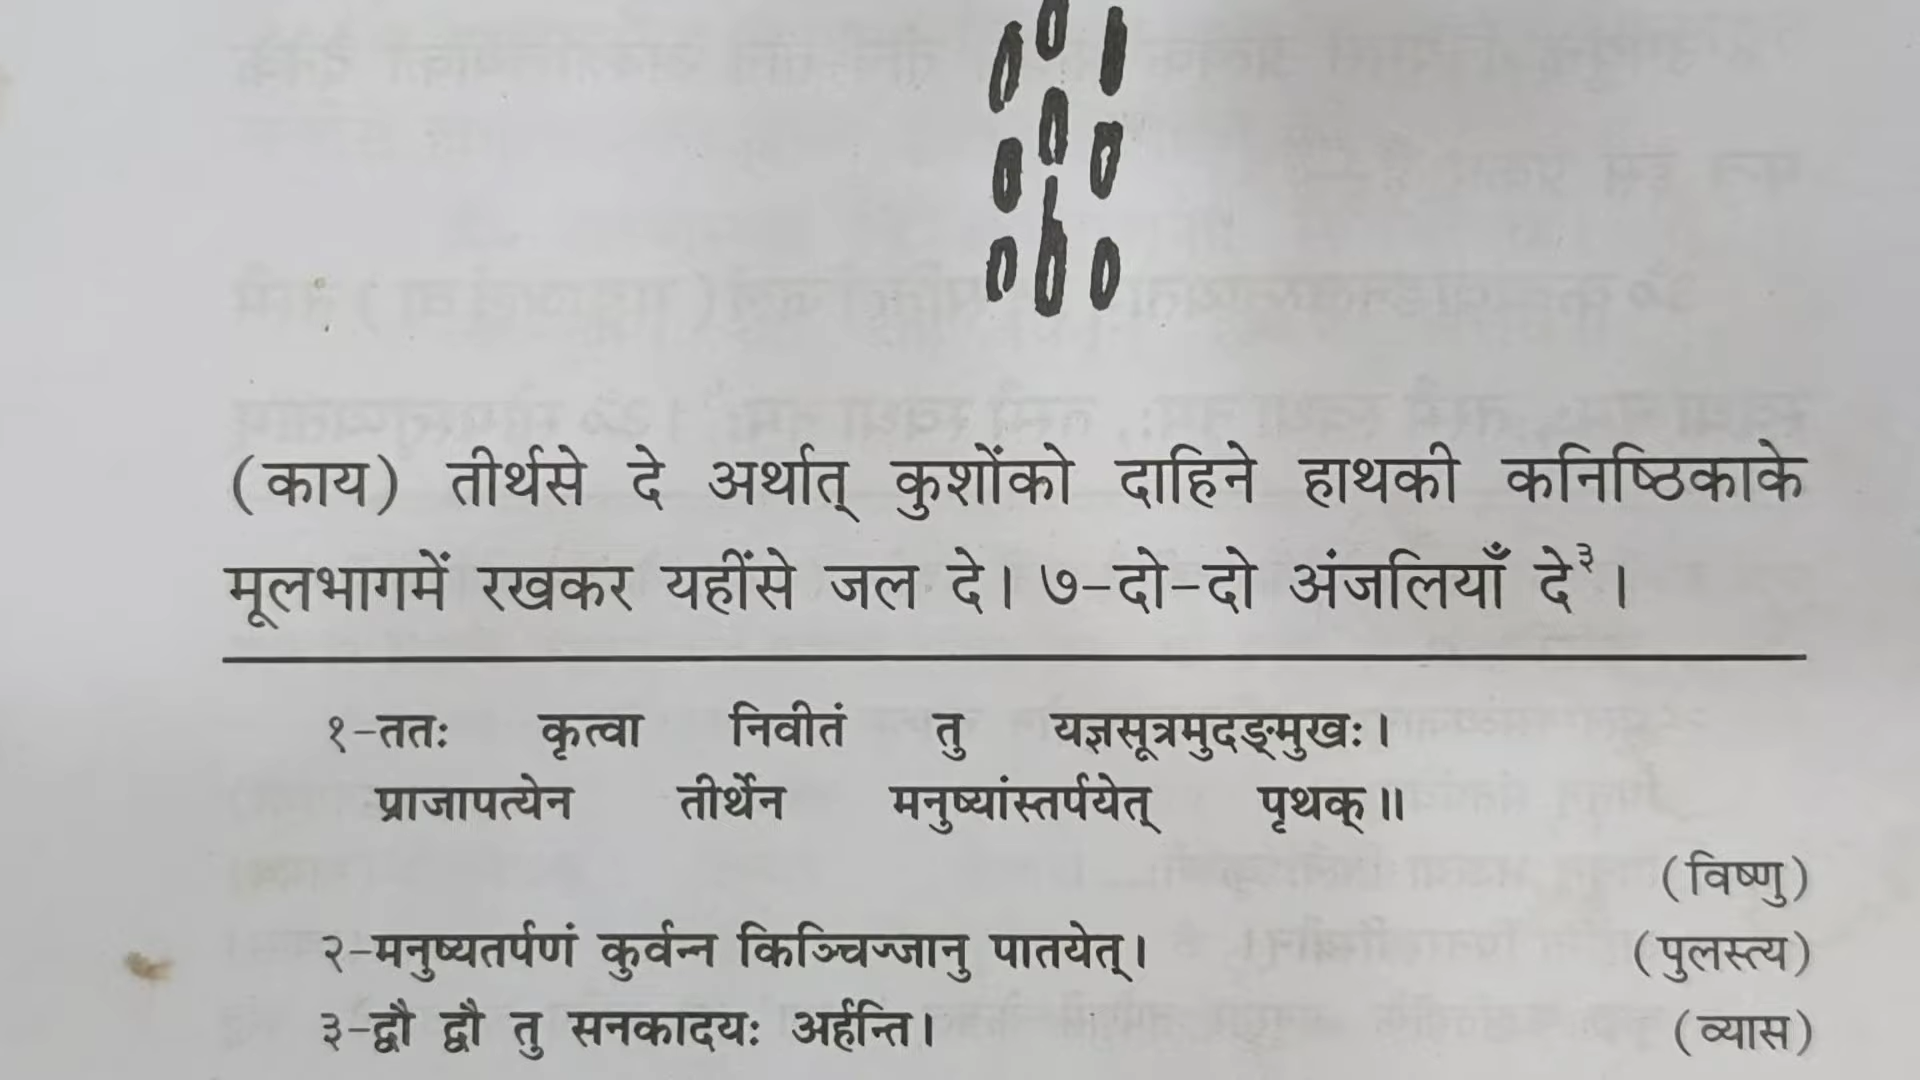 (काय) तीर्थसे दे अर्थात् कुशोंको दाहिने हाथकी कनिष्ठिकाके
मूलभागमें रखकर यहींसे जल दे। ७-दो-दो अंजलियाँ दे३।
१-ततः कृत्वा निवीतं तु यज्ञसूत्रमुदङ्मुखः।
प्राजापत्येन तीर्थेन मनुष्यांस्तर्पयेत् पृथक्॥
(विष्णु)
२-मनुष्यतर्पणं कुर्वन्न किञ्चिज्जानु पातयेत्। (पुलस्त्य)
३-द्वौ द्वौ तु सनकादयः अर्हन्ति। (व्यास)